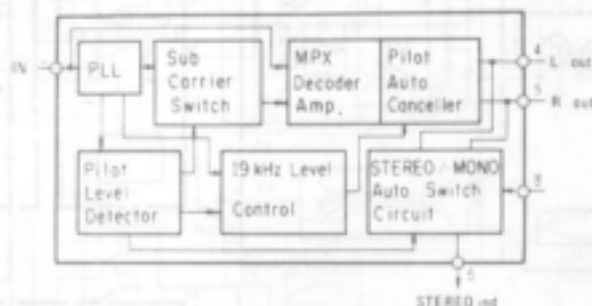 IN
PLL
Sub
Carrier
Switch
MPX
Decoder
Amp.
Pilot
Auto
Canceller
4
L out
5
R out
Pilot
Level
Detector
19kHz Level
Control
STEREO/MONO
Auto Switch
Circuit
6
STEREO ind